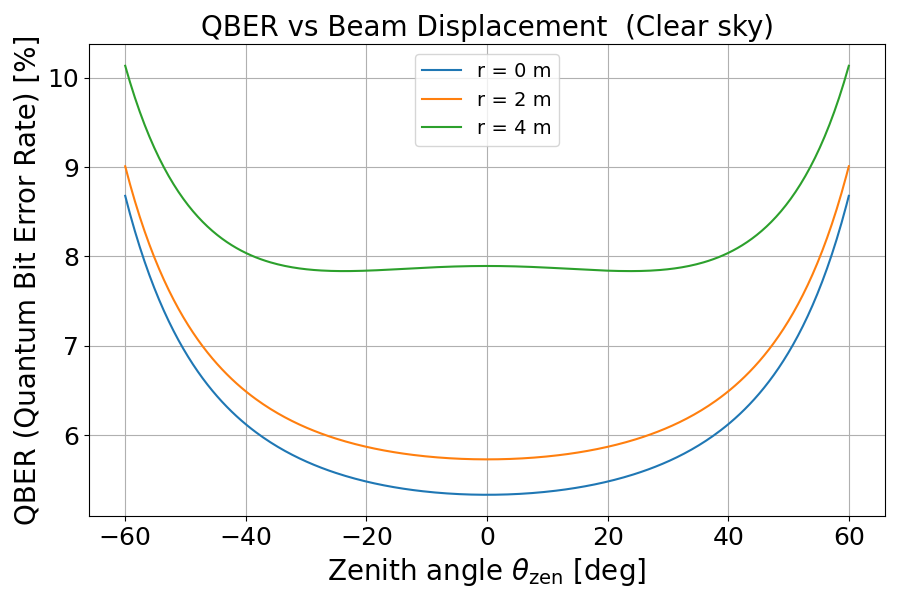 QBER vs Beam Displacement (Clear sky)
QBER (Quantum Bit Error Rate) [%]
10
9
8
7
6
r = 0 m
r = 2 m
r = 4 m
−60 −40 −20 0 20 40 60
Zenith angle θzen [deg]